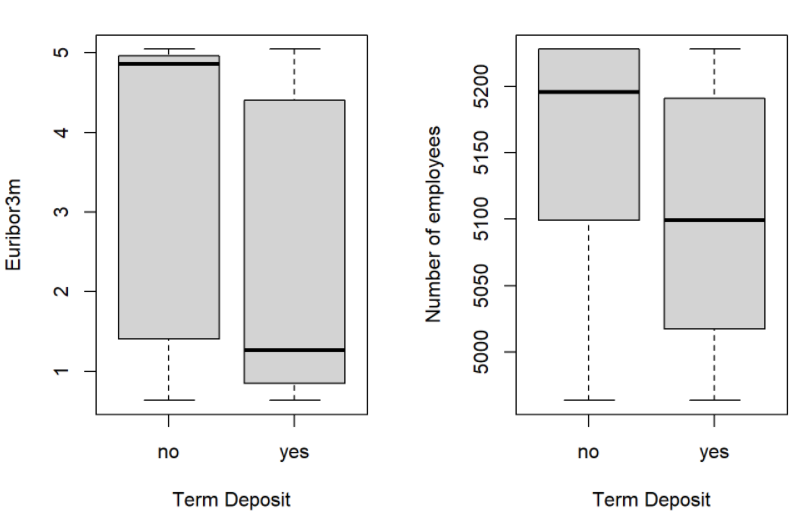 Euribor3m
5
4
3
2
1
no yes
Term Deposit
Number of employees
5200
5150
5100
5050
5000
no yes
Term Deposit